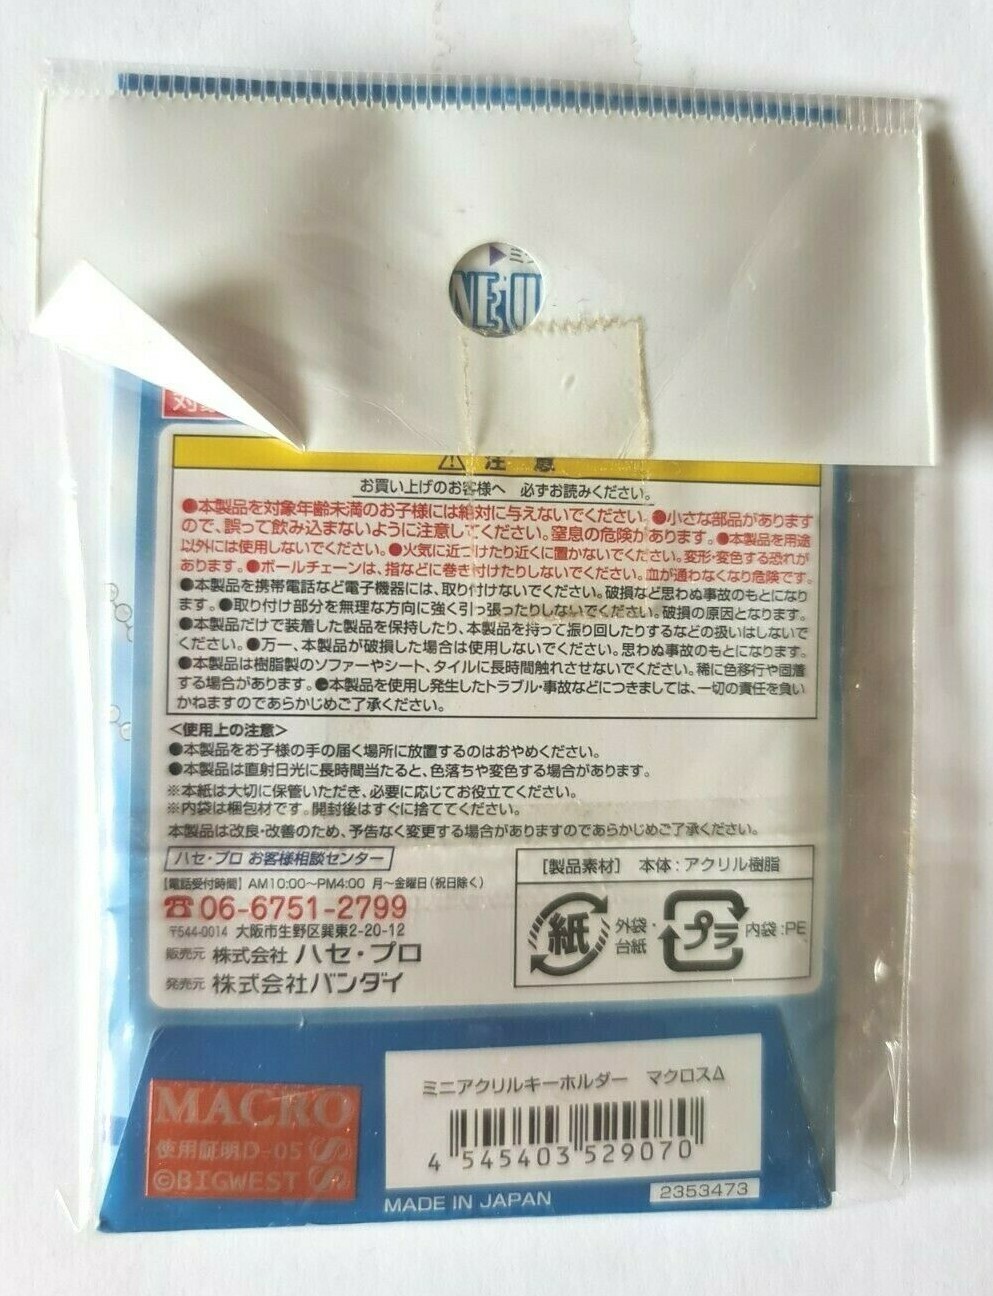 NEiU
対象
⚠ 注 意
お買い上げのお客様へ 必ずお読みください。
●本製品を対象年齢未満のお子様には絶対に与えないでください。●小さな部品があります
ので、誤って飲み込まないように注意してください。窒息の危険があります。●本製品を用途
以外には使用しないでください。●火気に近づけたり近くに置かないでください。変形・変色する恐れが
あります。●ボールチェーンは、指などに巻き付けたりしないでください。血が通わなくなり危険です。
●本製品を携帯電話など電子機器には、取り付けないでください。破損など思わぬ事故のもとになり
ます。●取り付け部分を無理な方向に強く引っ張ったりしないでください。破損の原因となります。
●本製品だけで装着した製品を保持したり、本製品を持って振り回したりするなどの扱いはしないで
ください。●万一、本製品が破損した場合は使用しないでください。思わぬ事故のもとになります。
●本製品は樹脂製のソファーやシート、タイルに長時間触れさせないでください。稀に色移行や固着
する場合があります。●本製品を使用し発生したトラブル・事故などにつきましては、一切の責任を負い
かねますのであらかじめご了承ください。
<使用上の注意>
●本製品をお子様の手の届く場所に放置するのはおやめください。
●本製品は直射日光に長時間当たると、色落ちや変色する場合があります。
※本紙は大切に保管いただき、必要に応じてお役立てください。
※内袋は梱包材です。開封後はすぐに捨ててください。
本製品は改良・改善のため、予告なく変更する場合がありますのであらかじめご了承ください。
ハセ・プロ お客様相談センター
【電話受付時間】 AM10:00〜PM4:00 月〜金曜日(祝日除く)
☎06-6751-2799
〒544-0014 大阪市生野区巽東2-20-12
販売元 株式会社 ハセ・プロ
発売元 株式会社バンダイ
[製品素材] 本体:アクリル樹脂
紙 外袋・
台紙
プラ 内袋:PE
MACROSS
使用証明D-05
©BIGWEST
ミニアクリルキーホルダー マクロスΔ
4 545403 529070
MADE IN JAPAN
2353473